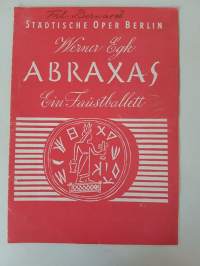 STÄDTISCHE OPER BERLIN
Werner Egk
ABRAXAS
Ein Faustballett